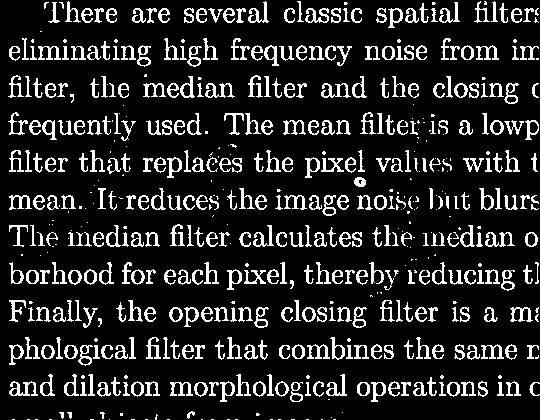 There are several classic spatial filters
eliminating high frequency noise from im
filter, the median filter and the closing
frequently used. The mean filter is a lowp
filter that replaces the pixel values with t
mean. It reduces the image noise but blurs
The median filter calculates the median o
borhood for each pixel, thereby reducing th
Finally, the opening closing filter is a ma
phological filter that combines the same
and dilation morphological operations in